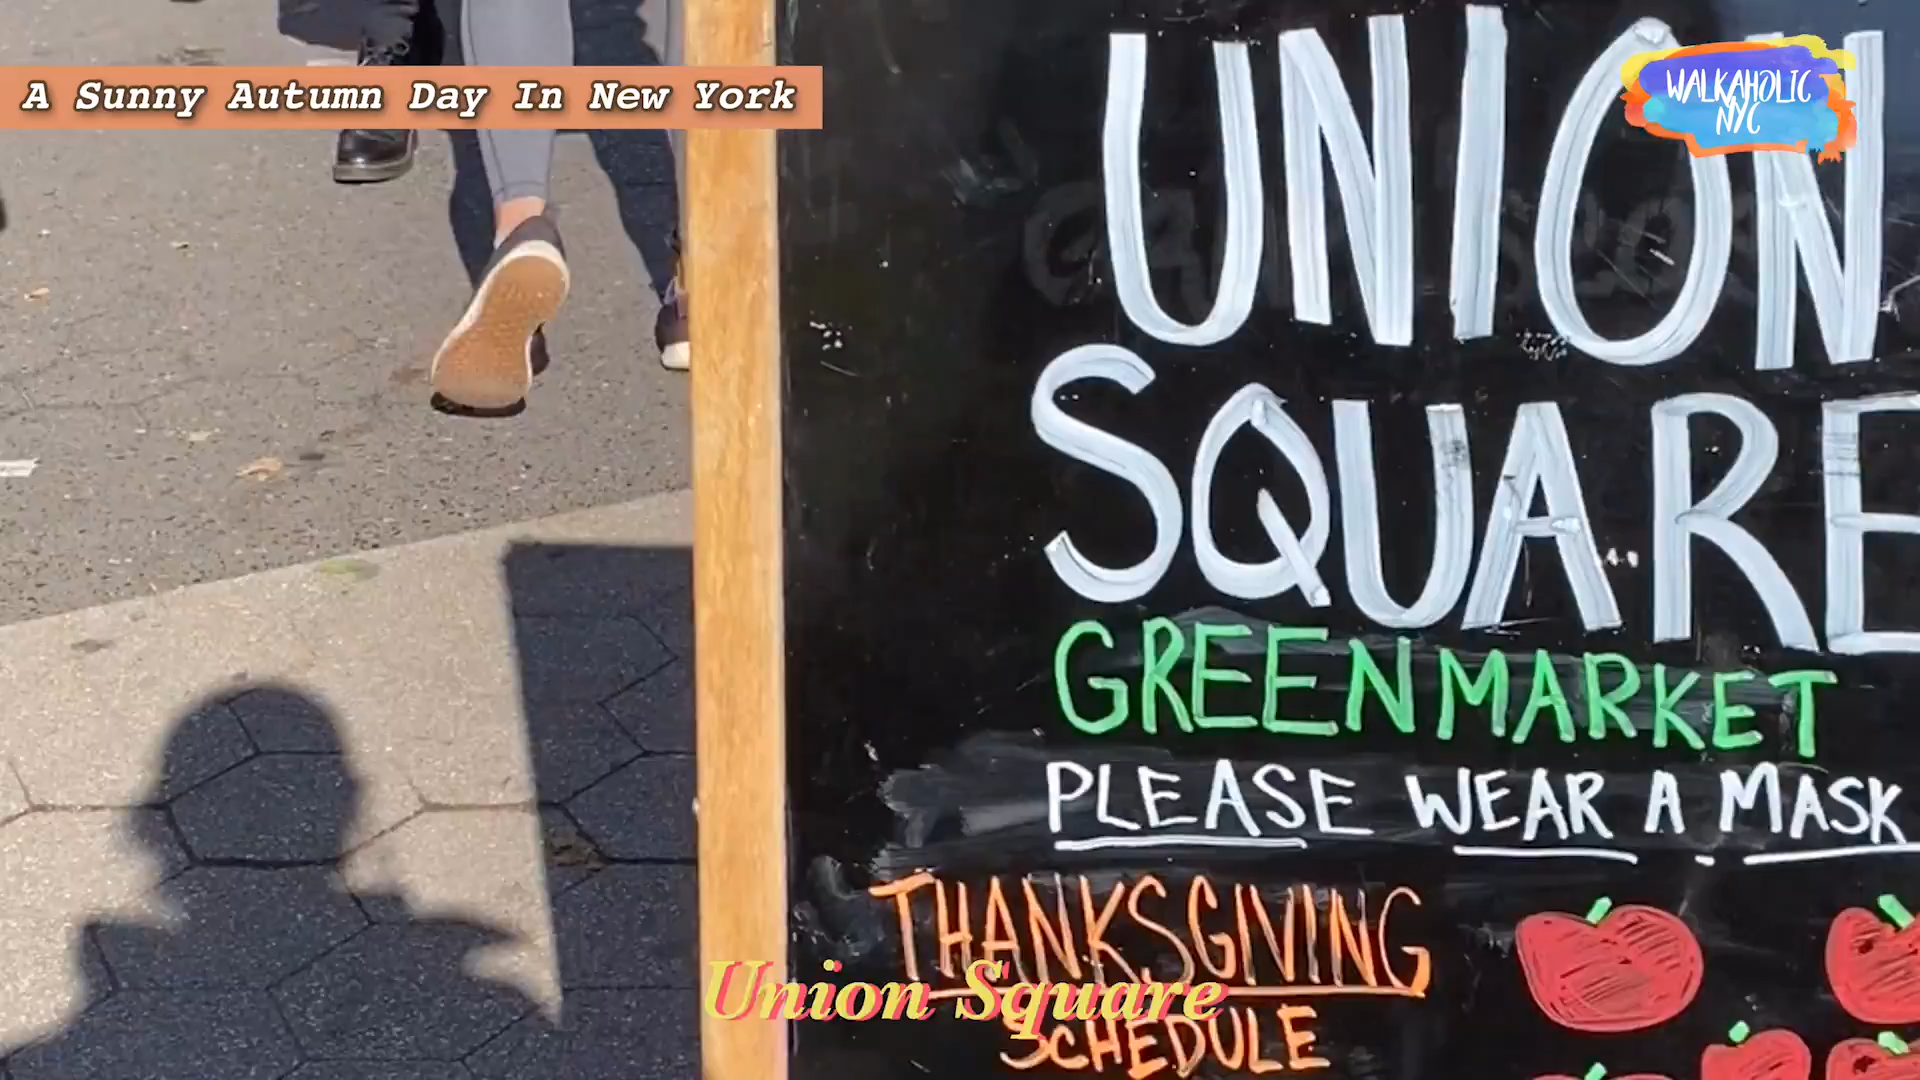 A Sunny Autumn Day In New York
WALKAHOLIC
NYC
UNION
SQUARE
GREENMARKET
PLEASE WEAR A MASK
THANKSGIVING
SCHEDULE
Union Square